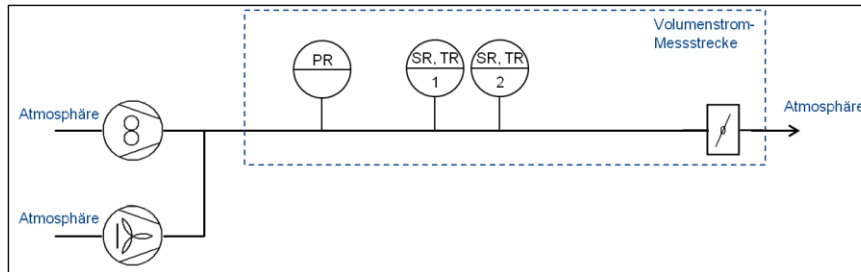 Volumenstrom-
Messstrecke
PR
SR, TR
1
SR, TR
2
Atmosphäre
Atmosphäre
Atmosphäre